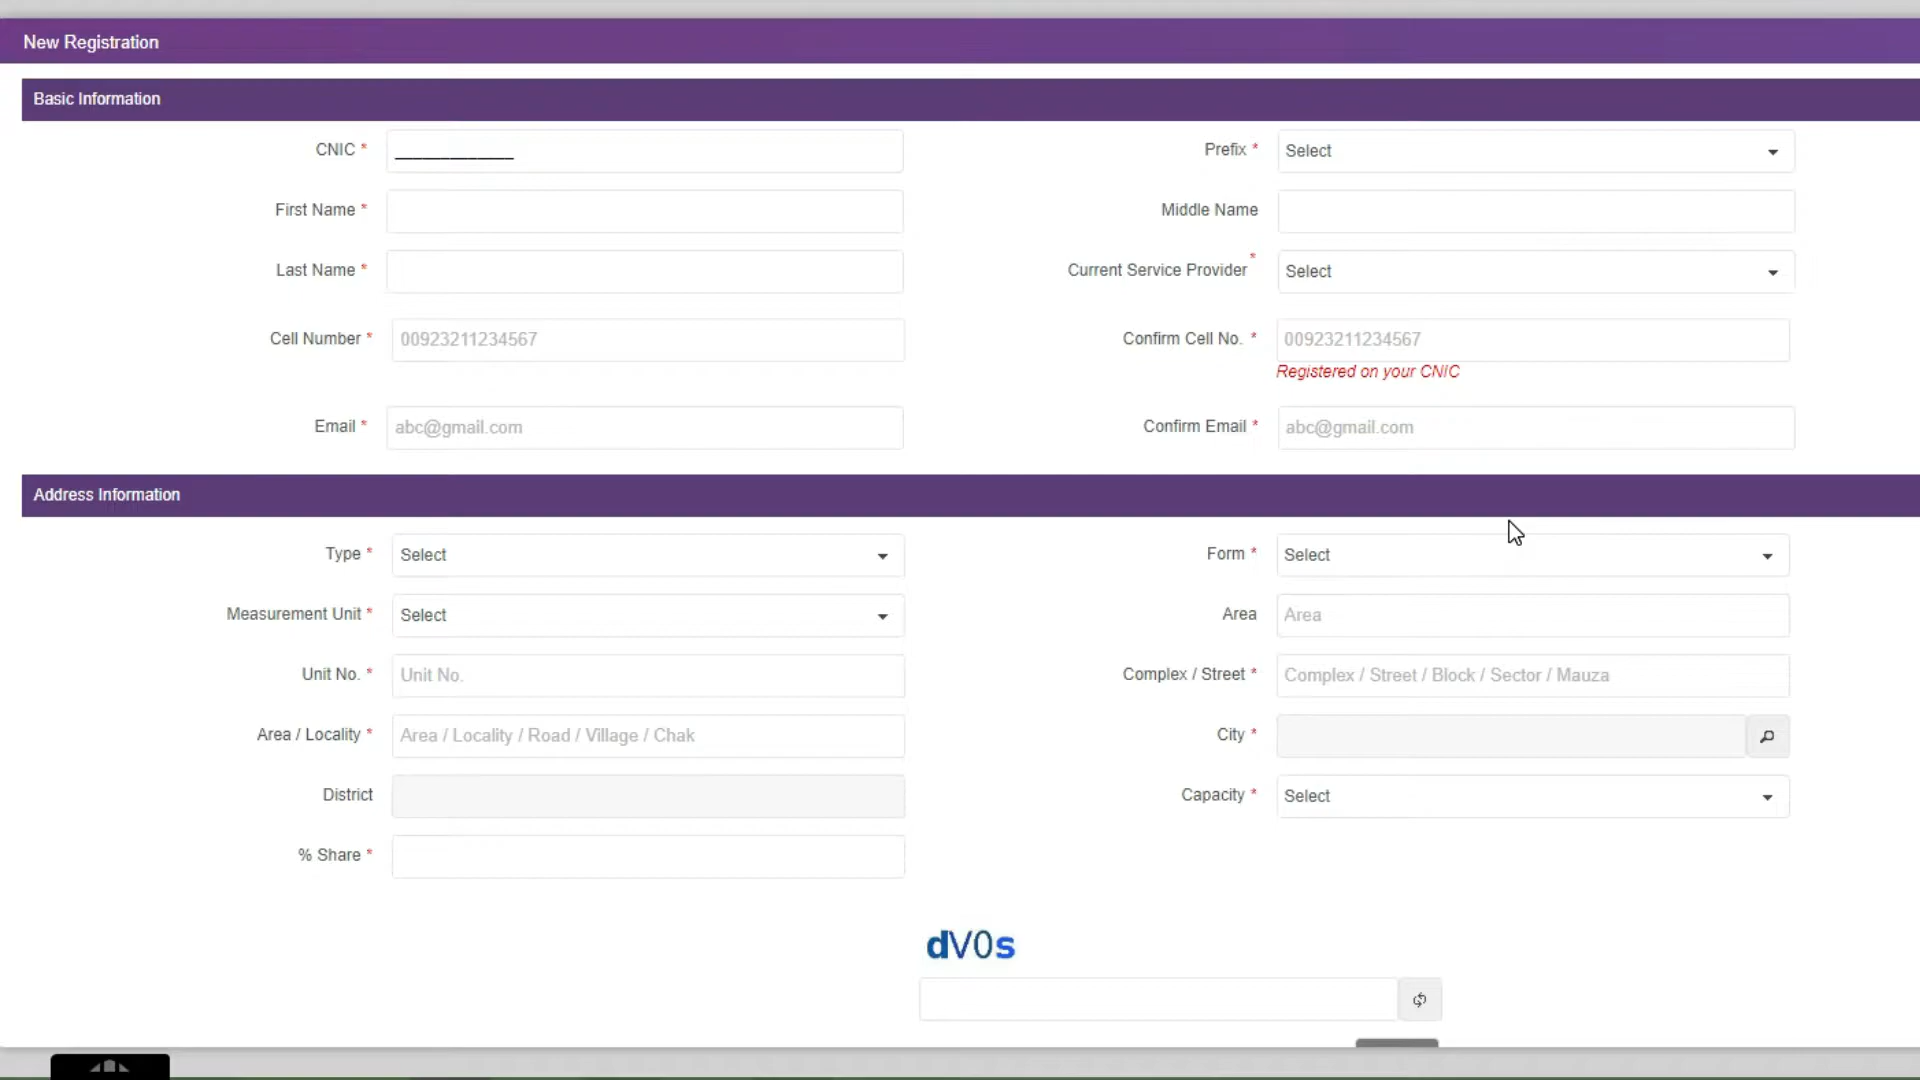 New Registration
Basic Information
CNIC * _____________ Prefix * Select
First Name * Middle Name
Last Name * Current Service Provider * Select
Cell Number * 00923211234567 Confirm Cell No. * 00923211234567
Registered on your CNIC
Email * abc@gmail.com Confirm Email * abc@gmail.com
Address Information
Type * Select Form * Select
Measurement Unit * Select Area Area
Unit No. * Unit No. Complex / Street * Complex / Street / Block / Sector / Mauza
Area / Locality * Area / Locality / Road / Village / Chak City *
District Capacity * Select
% Share *
dV0s